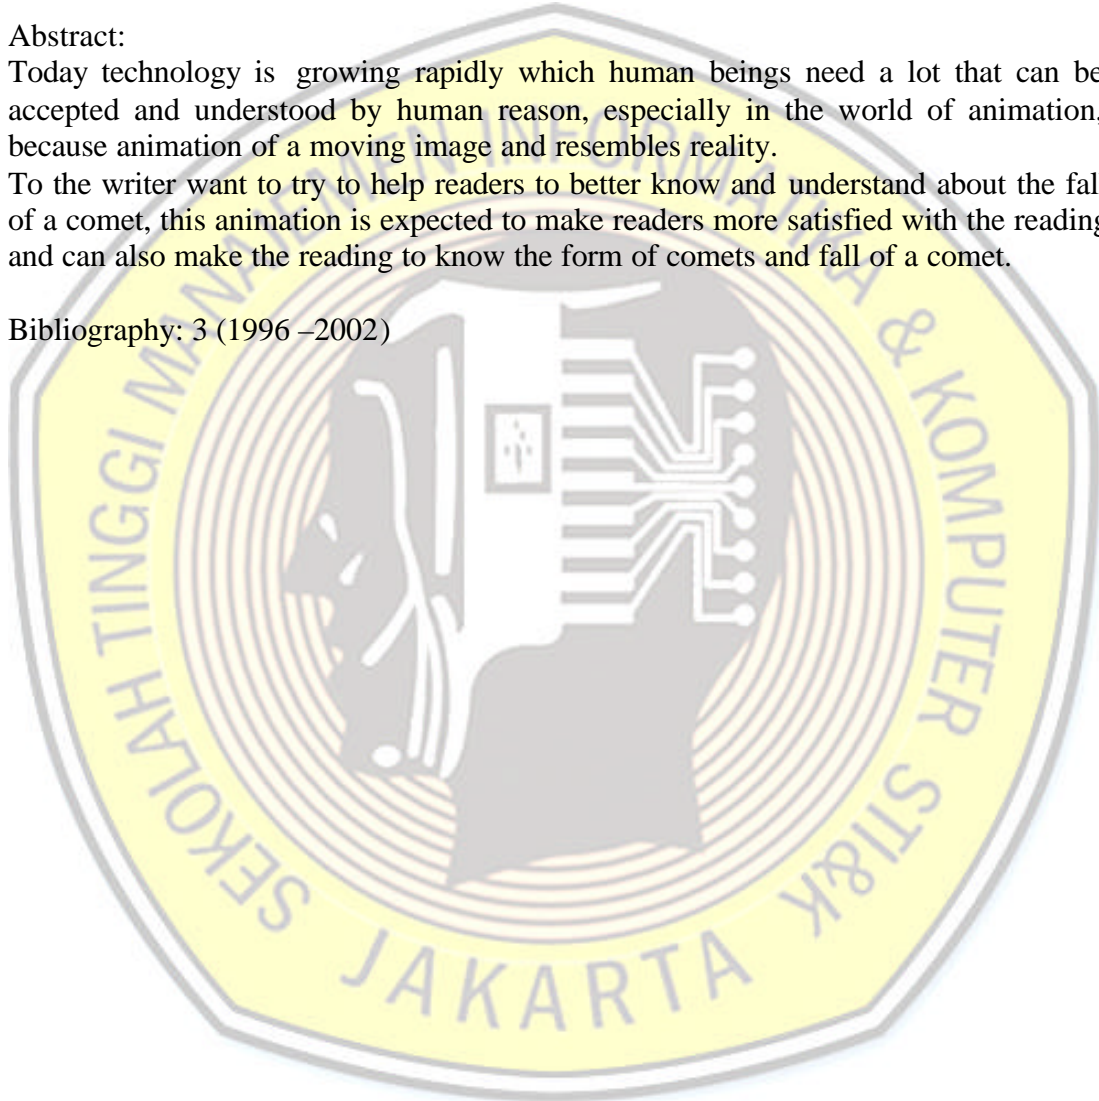 Abstract:
Today technology is growing rapidly which human beings need a lot that can be
accepted and understood by human reason, especially in the world of animation,
because animation of a moving image and resembles reality.
To the writer want to try to help readers to better know and understand about the fall
of a comet, this animation is expected to make readers more satisfied with the reading
and can also make the reading to know the form of comets and fall of a comet.
Bibliography: 3 (1996 –2002)
SEKOLAH TINGGI MANAJEMEN INFORMATIKA & KOMPUTER STI&K
JAKARTA